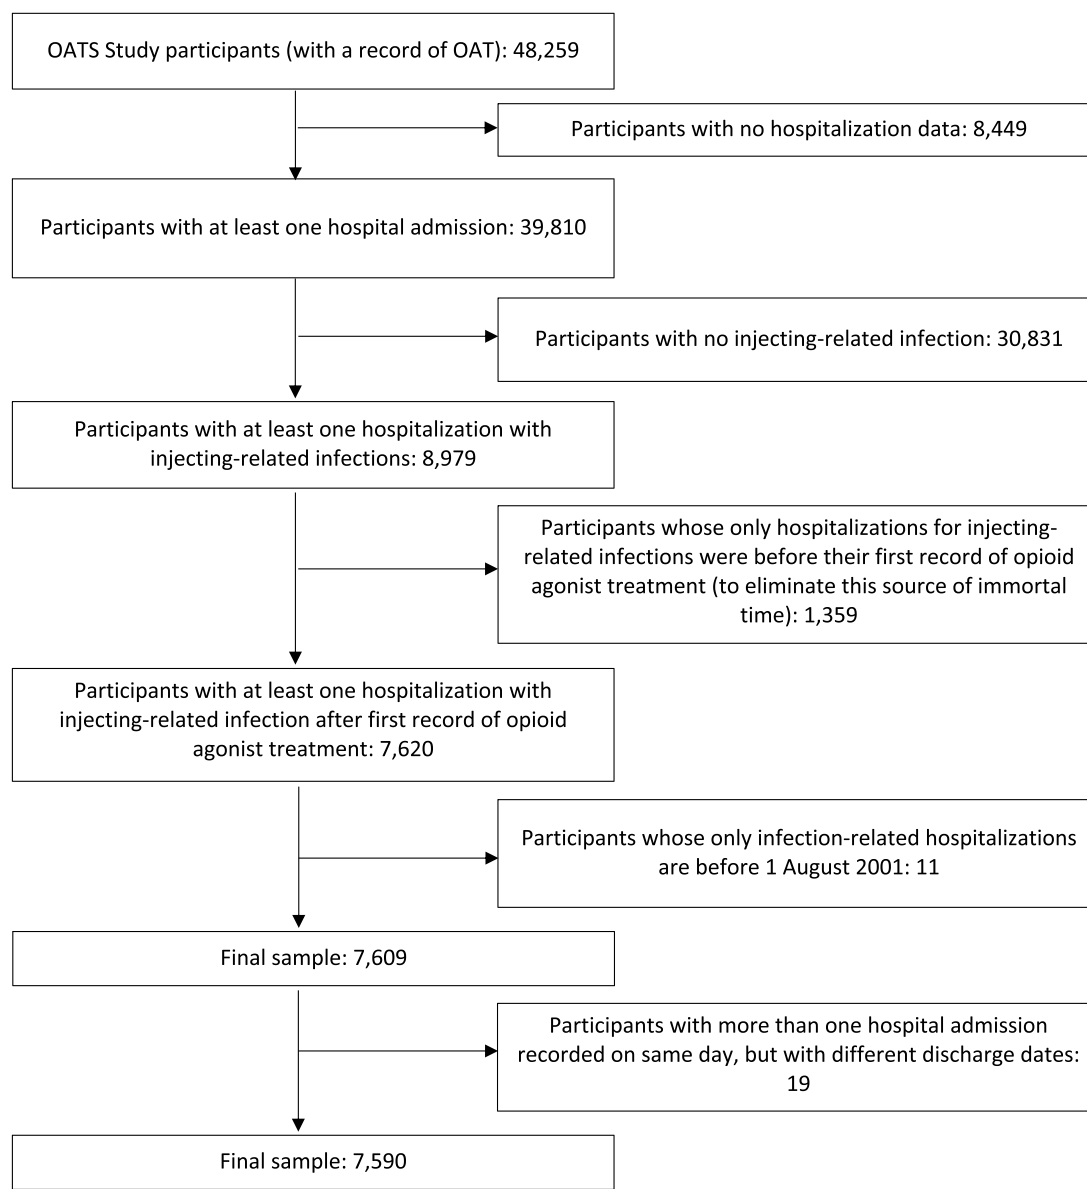 OATS Study participants (with a record of OAT): 48,259
Participants with no hospitalization data: 8,449
Participants with at least one hospital admission: 39,810
Participants with no injecting-related infection: 30,831
Participants with at least one hospitalization with
injecting-related infections: 8,979
Participants whose only hospitalizations for injecting-
related infections were before their first record of opioid
agonist treatment (to eliminate this source of immortal
time): 1,359
Participants with at least one hospitalization with
injecting-related infection after first record of opioid
agonist treatment: 7,620
Participants whose only infection-related hospitalizations
are before 1 August 2001: 11
Final sample: 7,609
Participants with more than one hospital admission
recorded on same day, but with different discharge dates:
19
Final sample: 7,590